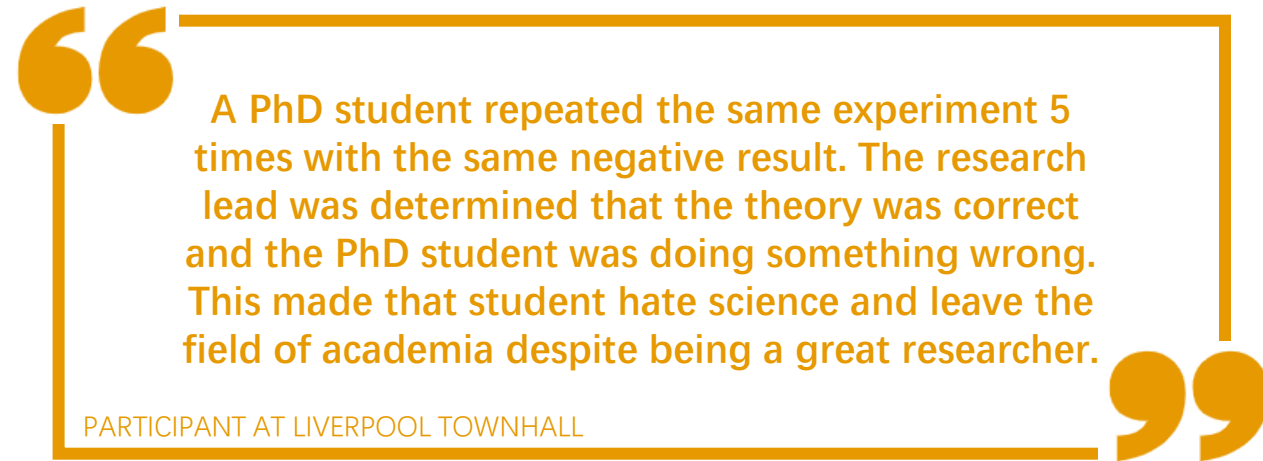 A PhD student repeated the same experiment 5
times with the same negative result. The research
lead was determined that the theory was correct
and the PhD student was doing something wrong.
This made that student hate science and leave the
field of academia despite being a great researcher.
PARTICIPANT AT LIVERPOOL TOWNHALL